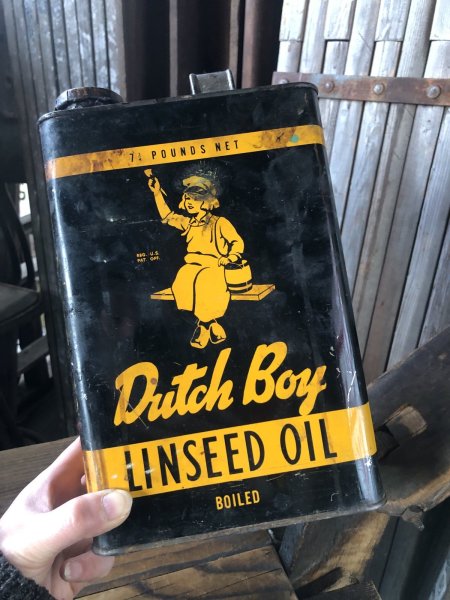 7½ POUNDS NET
REG. U.S.
PAT. OFF.
Dutch Boy
LINSEED OIL
BOILED